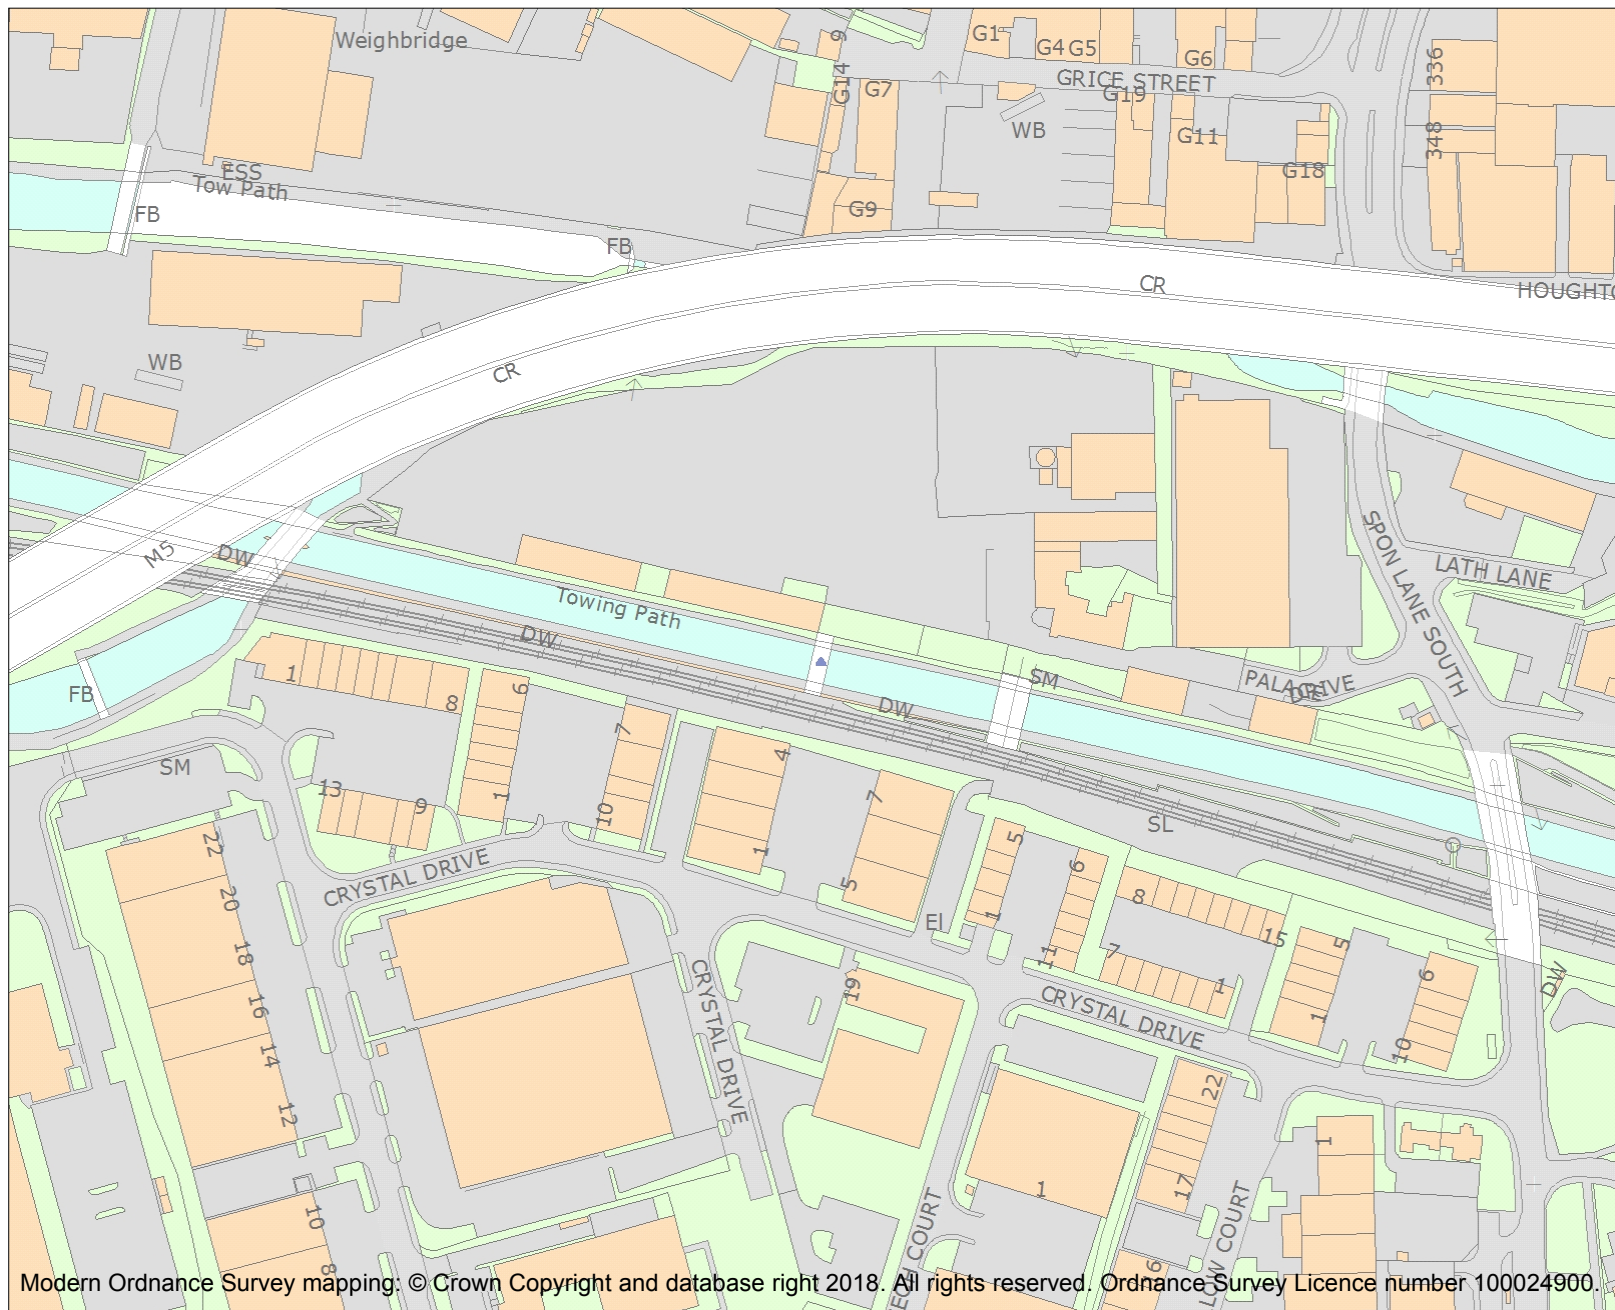 Weighbridge
9
G1
G4 G5
G6
336
GRICE STREET
G14
G7
G19
WB
G11
348
G18
ESS
Tow Path
FB
G9
FB
CR
HOUGHTO
WB
CR
M5
DW
SPON LANE SOUTH
LATH LANE
Towing Path
DW
1
8
6
FB
SM
PALACE
DRIVE
DW
7
4
SM
13
9
1
10
7
SL
22
CRYSTAL DRIVE
1
5
5
6
8
20
El
1
15
5
18
11
7
6
DW
16
CRYSTAL DRIVE
19
CRYSTAL DRIVE
1
1
14
10
12
22
1
10
1
17
8
LOW COURT
16
Modern Ordnance Survey mapping: © Crown Copyright and database right 2018. All rights reserved. Ordnance Survey Licence number 100024900.